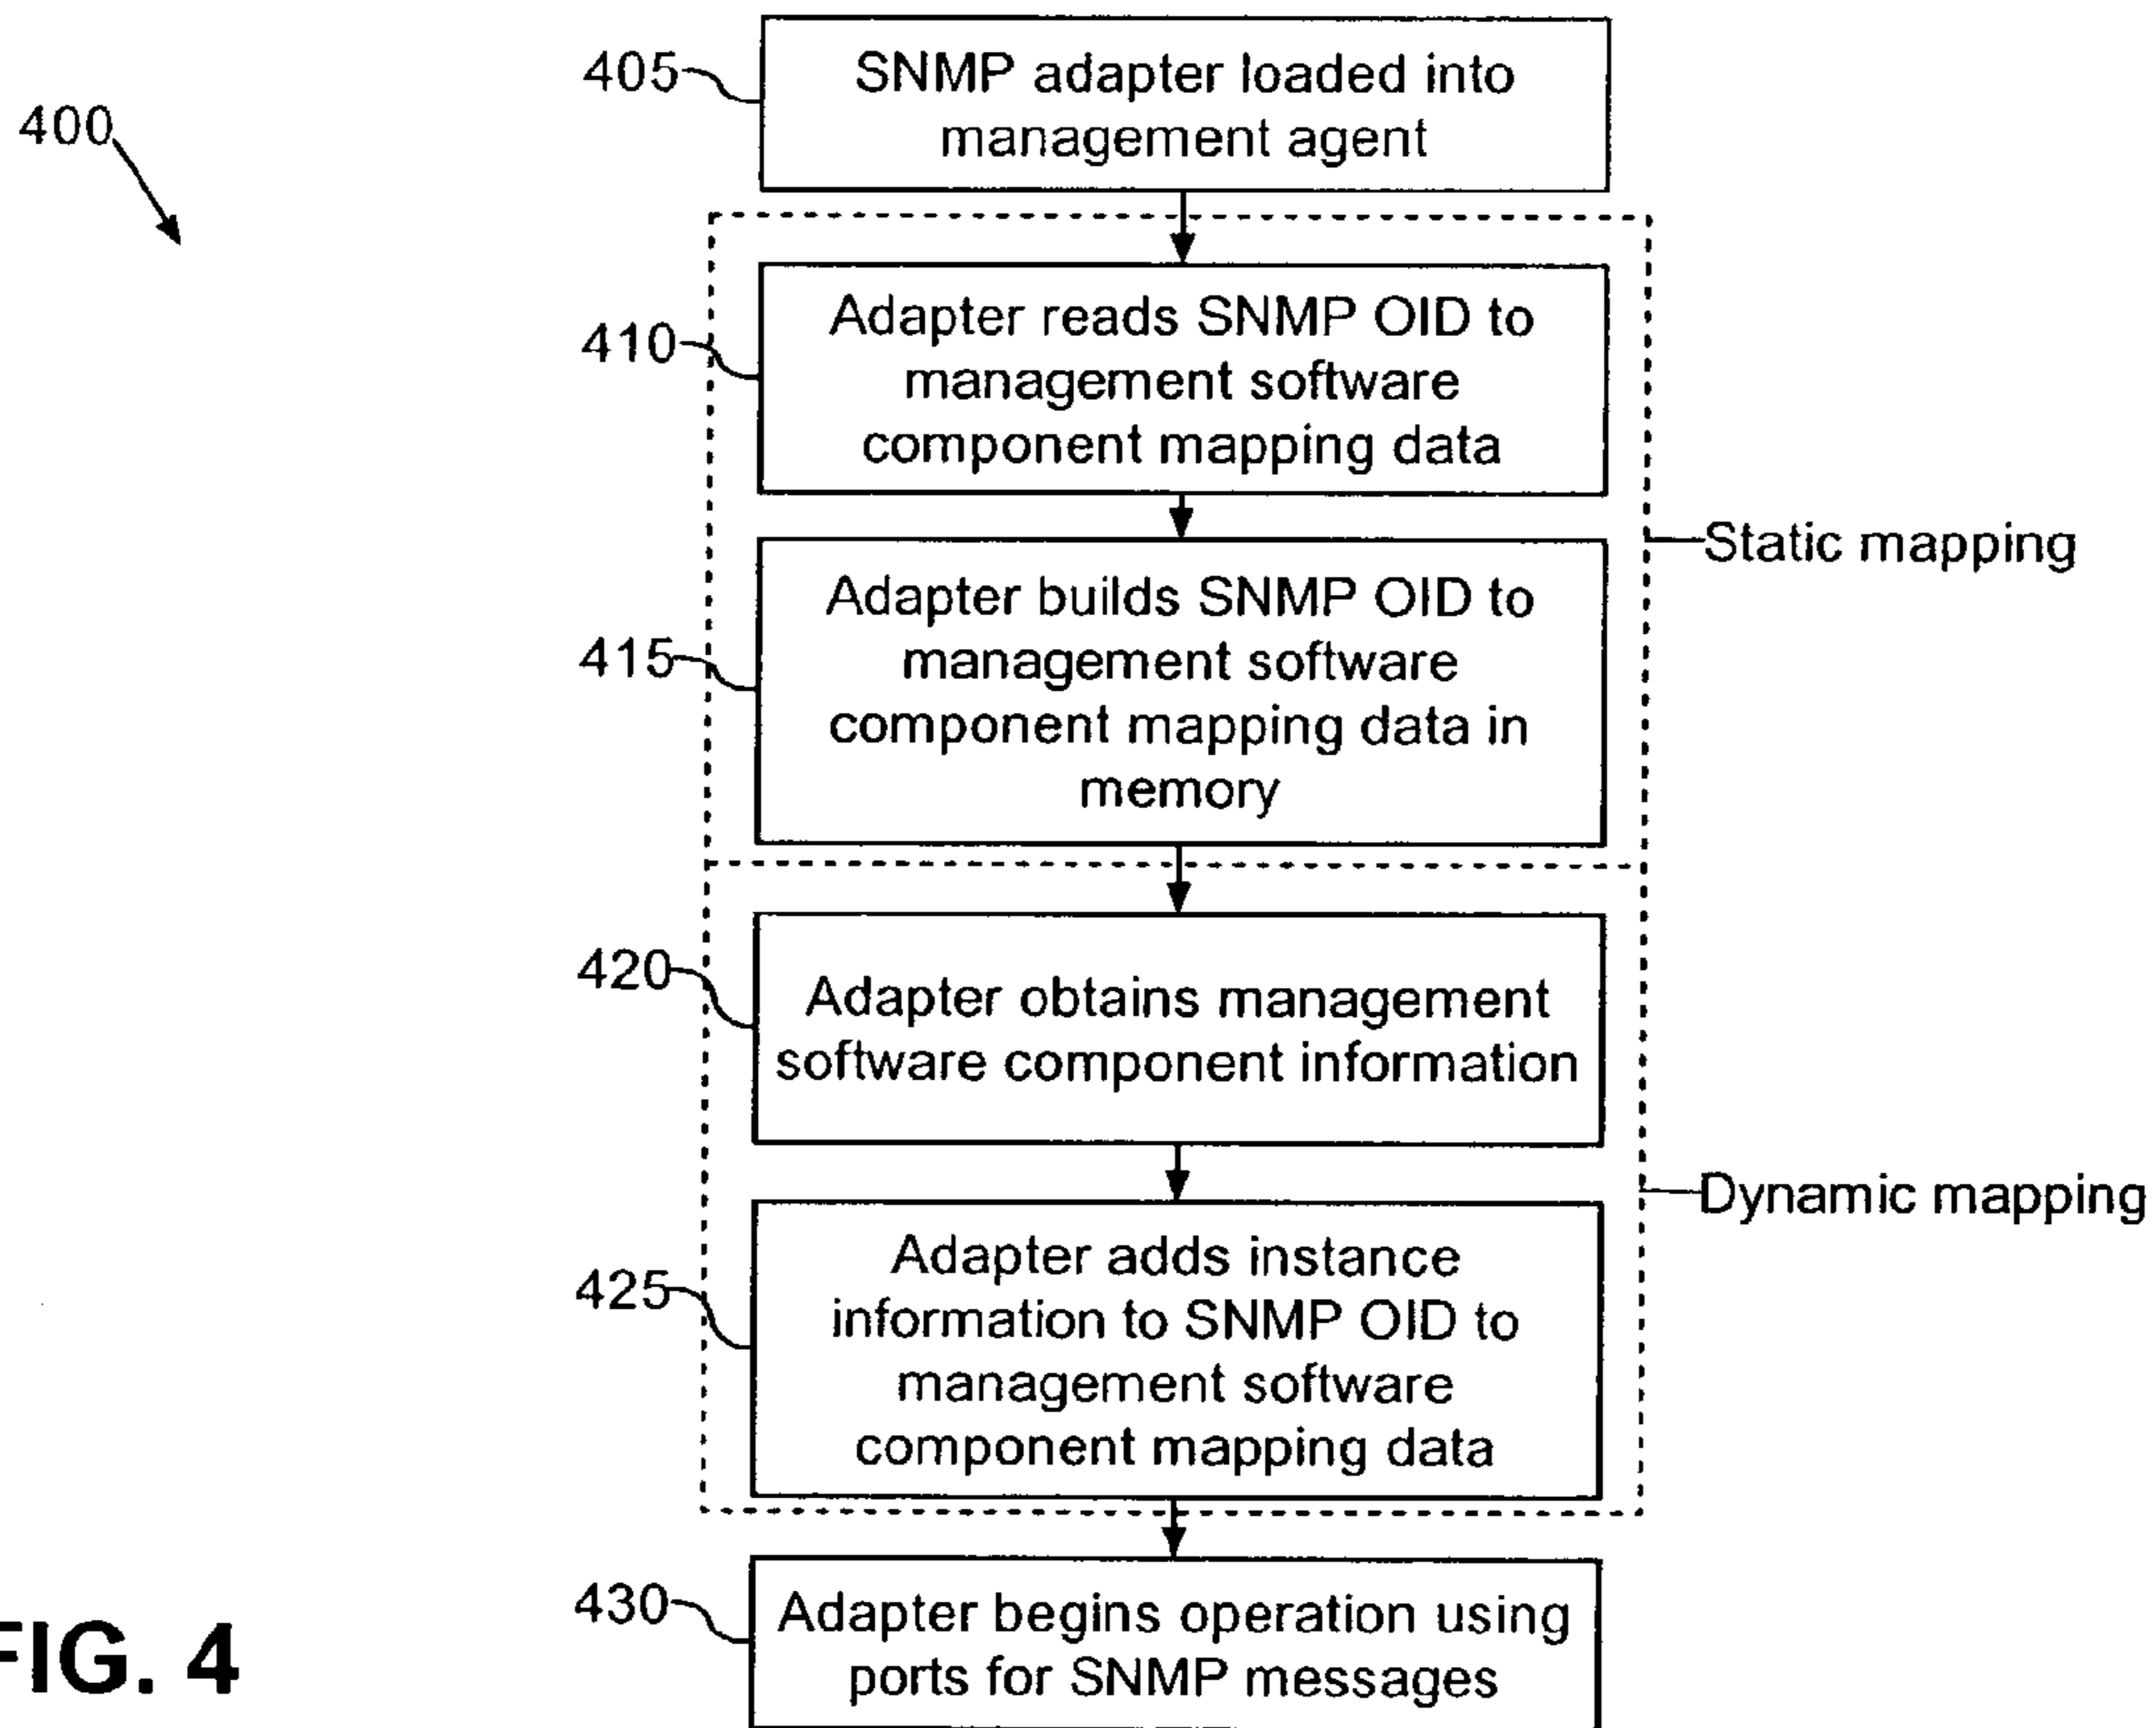 400
405
SNMP adapter loaded into
management agent
410
Adapter reads SNMP OID to
management software
component mapping data
Static mapping
415
Adapter builds SNMP OID to
management software
component mapping data in
memory
420
Adapter obtains management
software component information
Dynamic mapping
425
Adapter adds instance
information to SNMP OID to
management software
component mapping data
430
Adapter begins operation using
ports for SNMP messages
FIG. 4